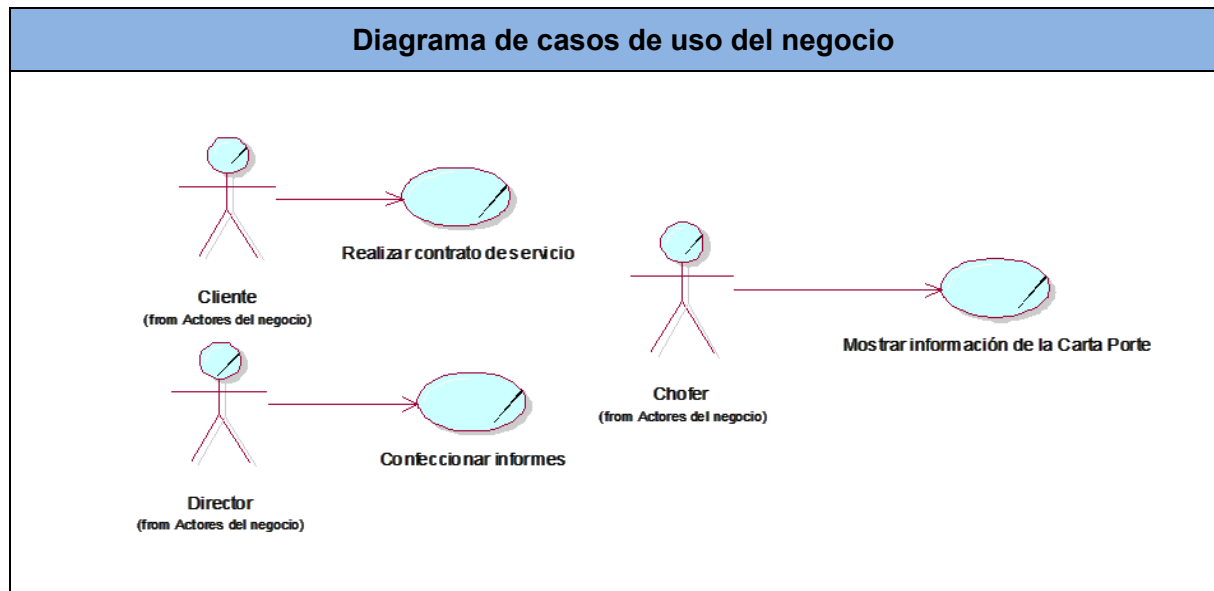 Diagrama de casos de uso del negocio
Realizar contrato de servicio
Cliente
(from Actores del negocio)
Confeccionar informes
Director
(from Actores del negocio)
Mostrar información de la Carta Porte
Chofer
(from Actores del negocio)